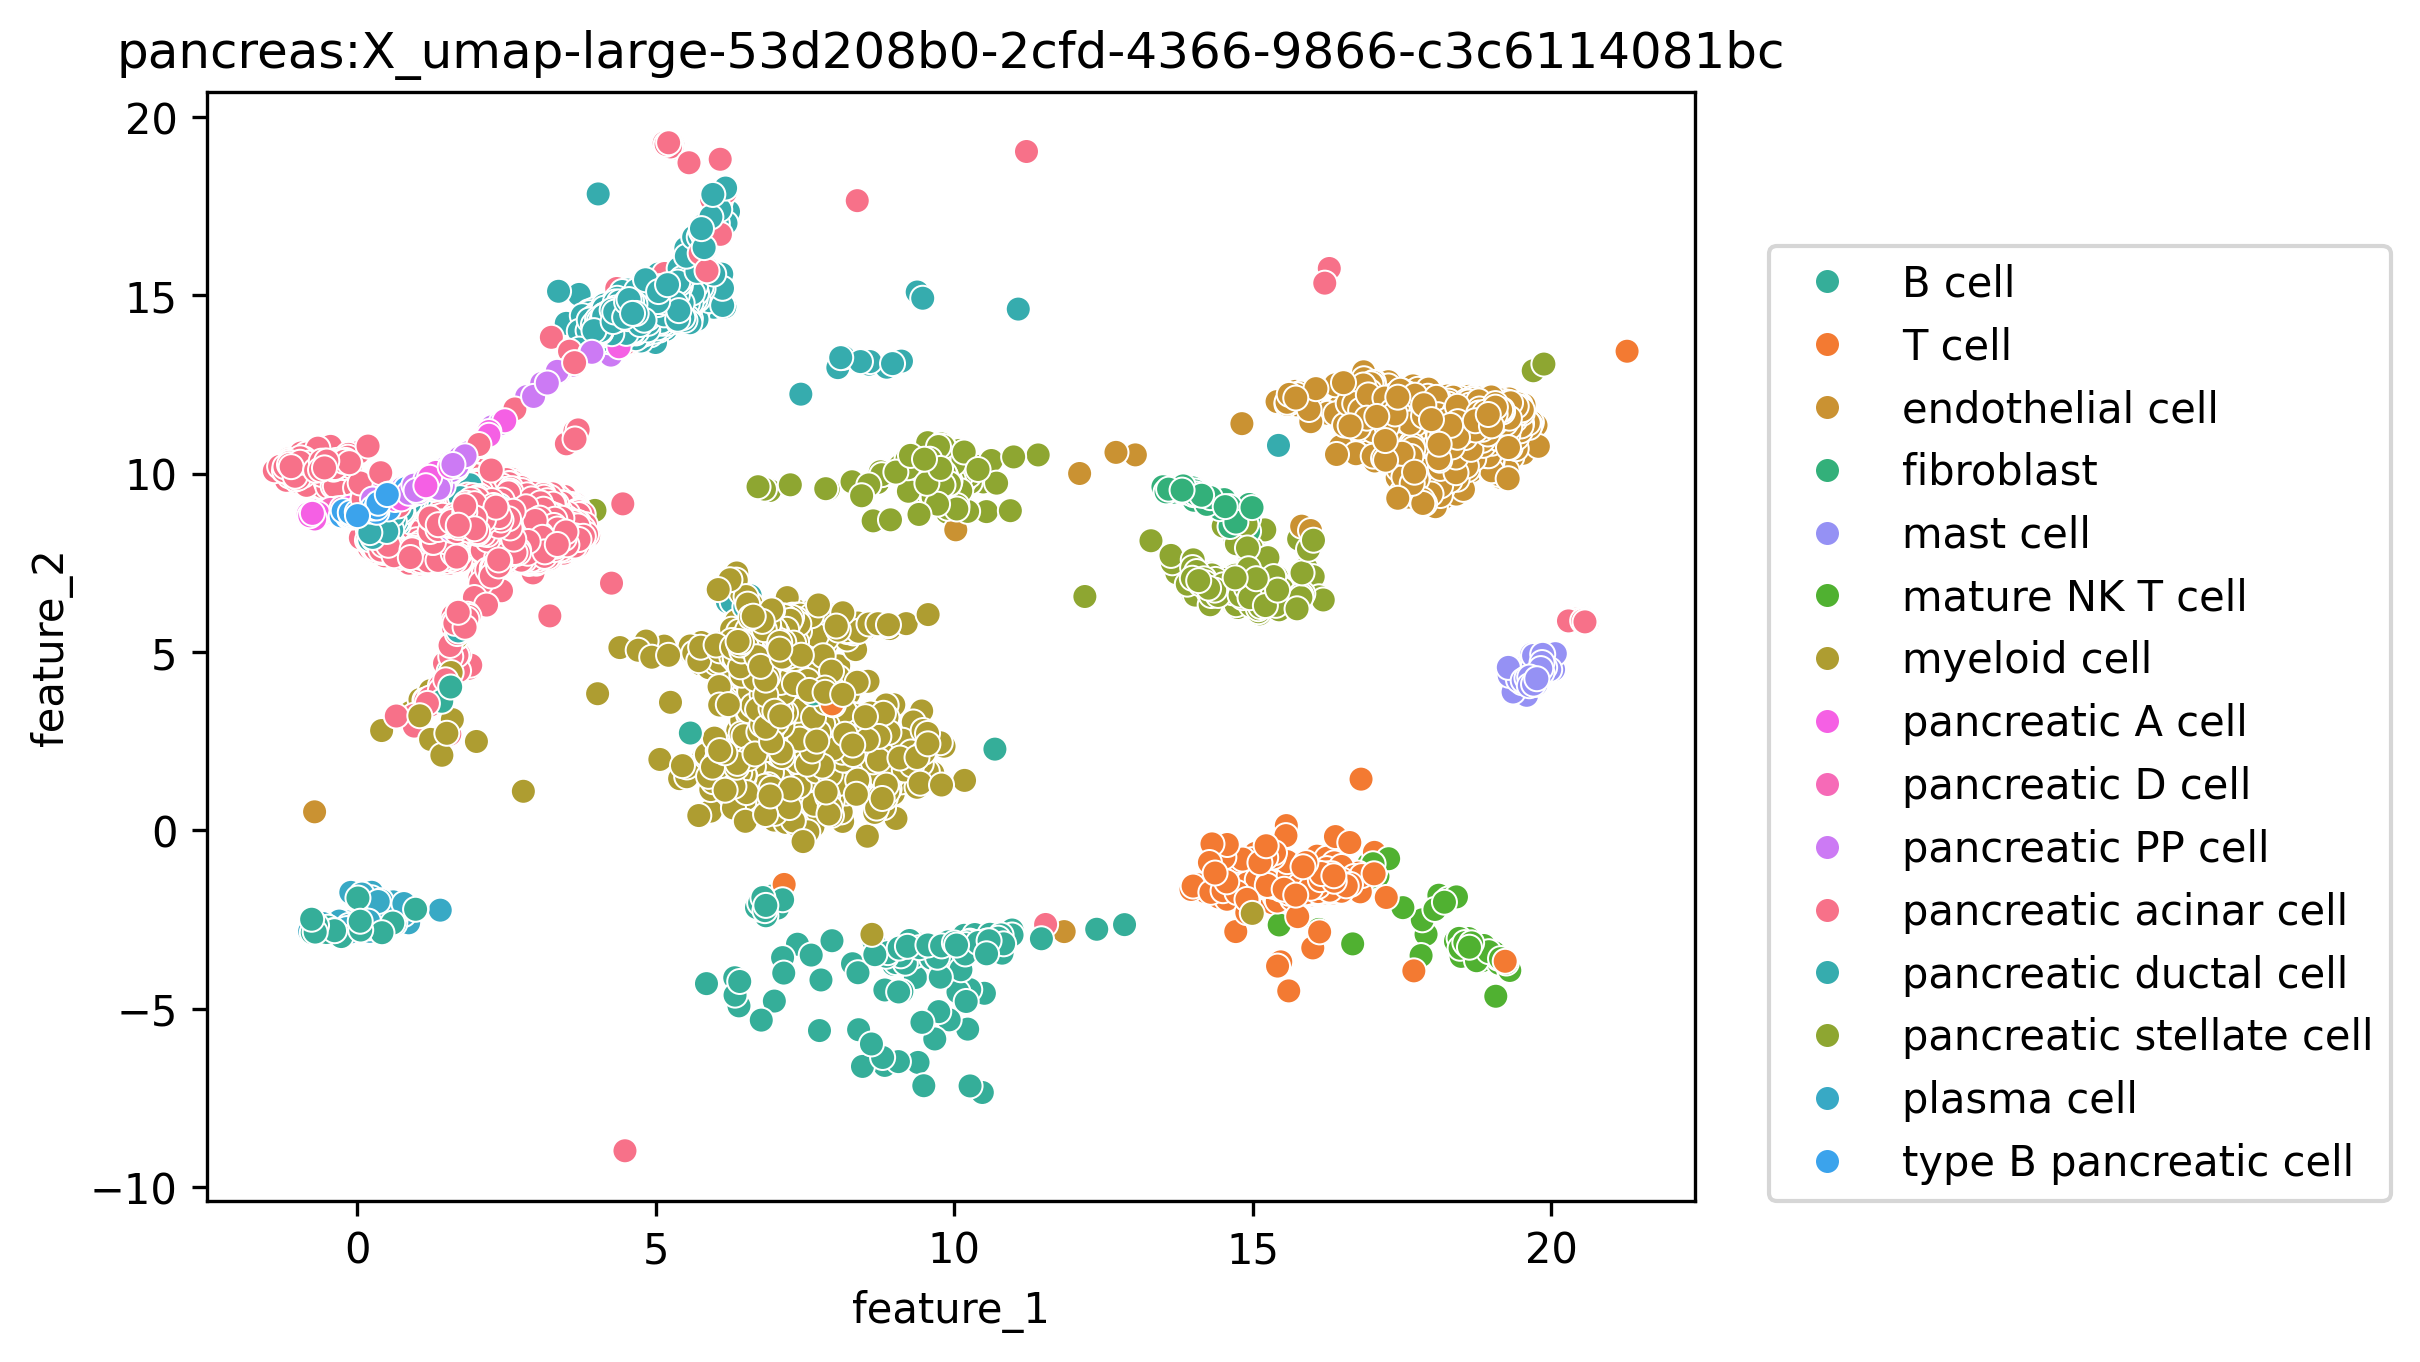 pancreas:X_umap-large-53d208b0-2cfd-4366-9866-c3c6114081bc
20
15
10
5
0
−5
−10
feature_2
0
5
10
15
20
feature_1
B cell
T cell
endothelial cell
fibroblast
mast cell
mature NK T cell
myeloid cell
pancreatic A cell
pancreatic D cell
pancreatic PP cell
pancreatic acinar cell
pancreatic ductal cell
pancreatic stellate cell
plasma cell
type B pancreatic cell